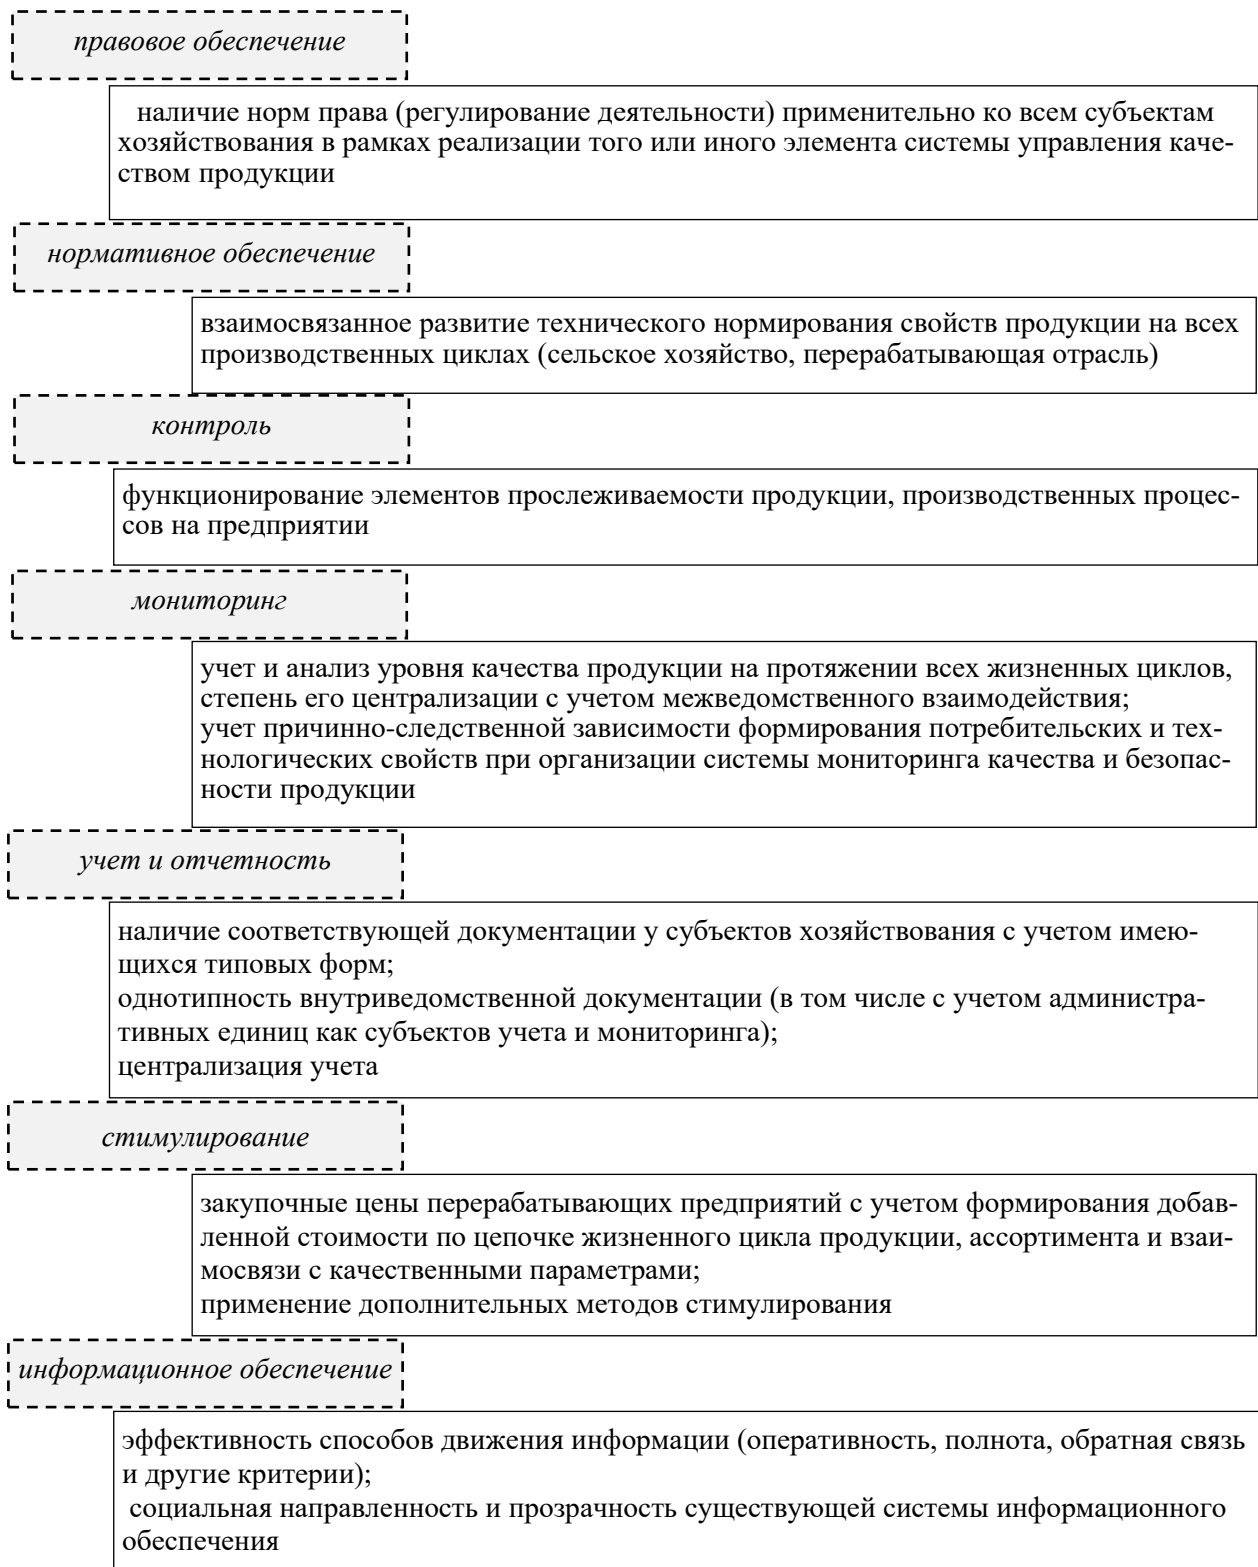 правовое обеспечение
наличие норм права (регулирование деятельности) применительно ко всем субъектам
хозяйствования в рамках реализации того или иного элемента системы управления каче-
ством продукции
нормативное обеспечение
взаимосвязанное развитие технического нормирования свойств продукции на всех
производственных циклах (сельское хозяйство, перерабатывающая отрасль)
контроль
функционирование элементов прослеживаемости продукции, производственных процес-
сов на предприятии
мониторинг
учет и анализ уровня качества продукции на протяжении всех жизненных циклов,
степень его централизации с учетом межведомственного взаимодействия;
учет причинно-следственной зависимости формирования потребительских и тех-
нологических свойств при организации системы мониторинга качества и безопас-
ности продукции
учет и отчетность
наличие соответствующей документации у субъектов хозяйствования с учетом имею-
щихся типовых форм;
однотипность внутриведомственной документации (в том числе с учетом администра-
тивных единиц как субъектов учета и мониторинга);
централизация учета
стимулирование
закупочные цены перерабатывающих предприятий с учетом формирования добав-
ленной стоимости по цепочке жизненного цикла продукции, ассортимента и взаи-
мосвязи с качественными параметрами;
применение дополнительных методов стимулирования
информационное обеспечение
эффективность способов движения информации (оперативность, полнота, обратная связь
и другие критерии);
социальная направленность и прозрачность существующей системы информационного
обеспечения